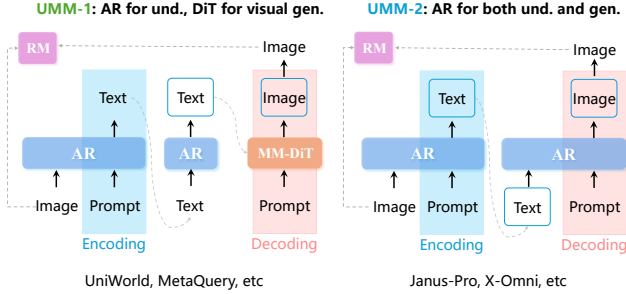 UMM-1: AR for und., DiT for visual gen.
RM
Image
Text
Text
Image
AR
AR
MM-DiT
Image
Prompt
Text
Prompt
Encoding
Decoding
UniWorld, MetaQuery, etc
UMM-2: AR for both und. and gen.
RM
Image
Text
Image
AR
AR
Image
Prompt
Text
Prompt
Encoding
Decoding
Janus-Pro, X-Omni, etc